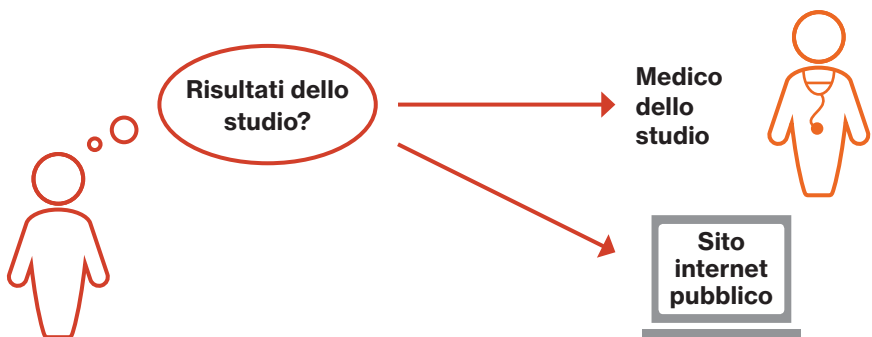 Risultati dello
studio?
Medico
dello
studio
Sito
internet
pubblico